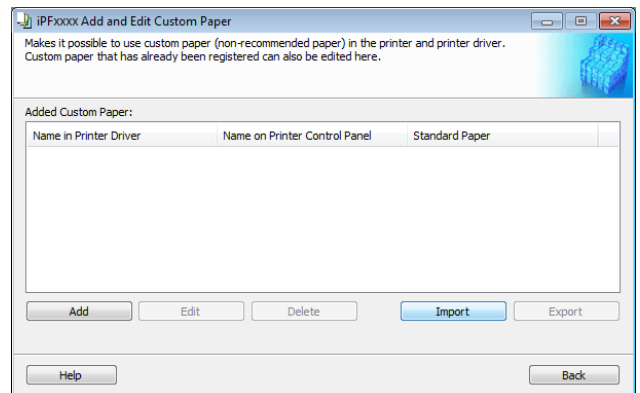 iPFxxxx Add and Edit Custom Paper
Makes it possible to use custom paper (non-recommended paper) in the printer and printer driver.
Custom paper that has already been registered can also be edited here.
Added Custom Paper:
Name in Printer Driver Name on Printer Control Panel Standard Paper
Add Edit Delete Import Export
Help Back